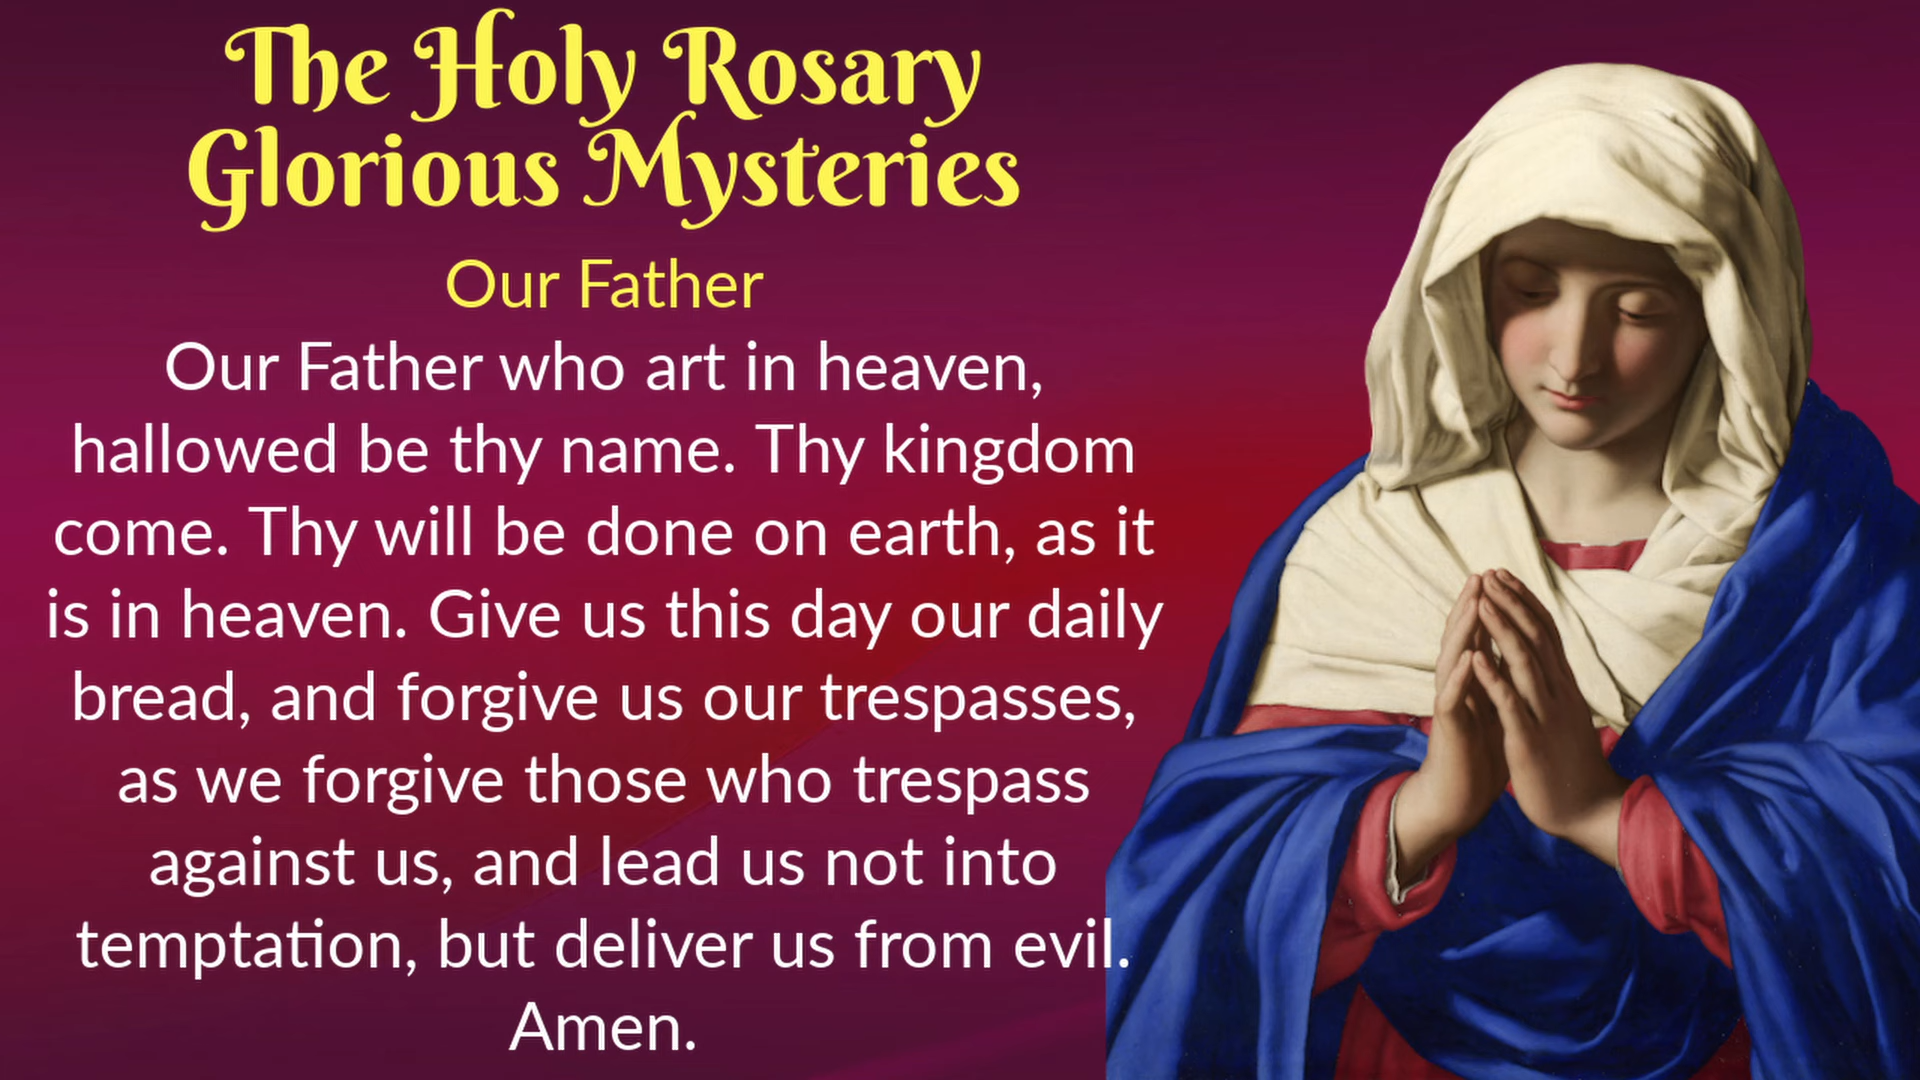 The Holy Rosary
Glorious Mysteries
Our Father
Our Father who art in heaven,
hallowed be thy name. Thy kingdom
come. Thy will be done on earth, as it
is in heaven. Give us this day our daily
bread, and forgive us our trespasses,
as we forgive those who trespass
against us, and lead us not into
temptation, but deliver us from evil.
Amen.